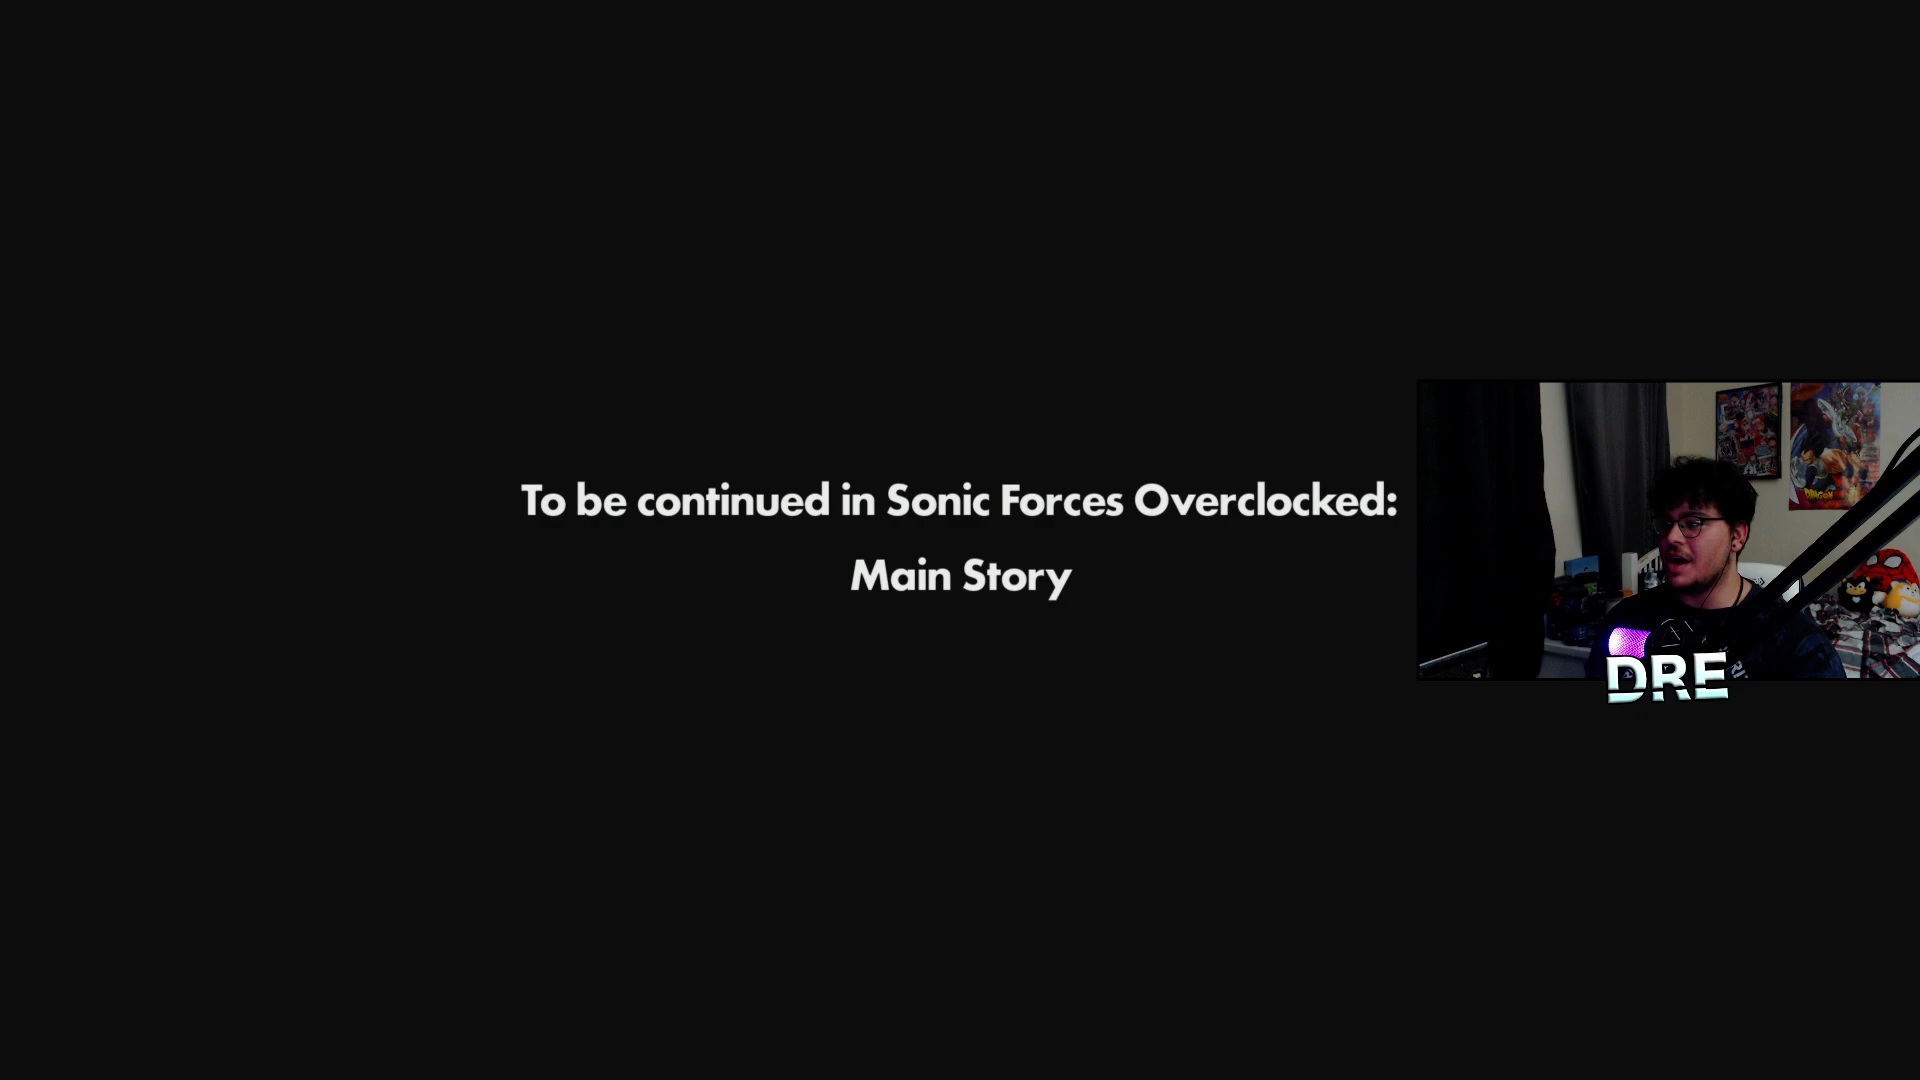 To be continued in Sonic Forces Overclocked:
Main Story
DRE